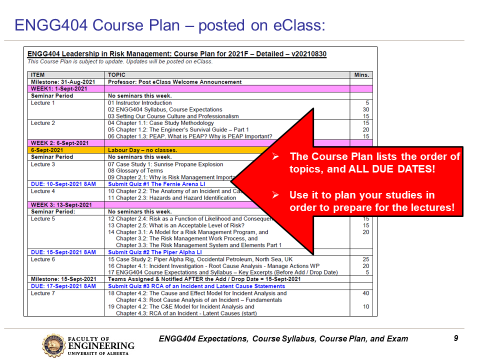 ENGG404 Course Plan – posted on eClass:
ENGG404 Leadership in Risk Management: Course Plan for 2021F – Detailed – v20210830
This Course Plan is subject to update. Updates will be posted on eClass.
ITEM TOPIC Mins.
Milestone: 31-Aug-2021 Professor: Post eClass Welcome Announcement
WEEK1: 1-Sept-2021
Seminar Period No seminars this week.
Lecture 1 01 Instructor Introduction 5
02 ENGG404 Syllabus, Course Expectations 30
03 Setting Our Course Culture and Professionalism 15
Lecture 2 04 Chapter 1.1: Case Study Methodology 15
05 Chapter 1.2: The Engineer's Survival Guide – Part 1 20
06 Chapter 1.3: PEAP. What is PEAP? Why is PEAP Important? 15
WEEK 2: 6-Sept-2021
6-Sept-2021 Labour Day – no classes.
Seminar Period No seminars this week.
Lecture 3 07 Case Study 1: Sunrise Propane Explosion
08 Glossary of Terms
09 Chapter 2.1: Why is Risk Management Important
DUE: 10-Sept-2021 8AM Submit Quiz #1 The Fernie Arena LI
Lecture 4 10 Chapter 2.2: The Anatomy of an Incident and
11 Chapter 2.3: Hazards and Hazard Identification
WEEK 3: 13-Sept-2021
Seminar Period: No seminars this week.
Lecture 5 12 Chapter 2.4: Risk as a Function of Likelihood and 15
13 Chapter 2.5: What is an Acceptable Level of Risk? 15
14 Chapter 3.1: A Model for a Risk Management Program, and 20
Chapter 3.2: The Risk Management Work Process, and
Chapter 3.3: The Risk Management System and Elements Part 1
DUE: 15-Sept-2021 8AM Submit Quiz #2 The Piper Alpha LI
Lecture 6 15 Case Study 2: Piper Alpha Rig, Occidental Petroleum, North Sea, UK 25
16 Chapter 4.1: Incident Investigation - Root Cause Analysis - Manage Actions WP 20
17 ENGG404 Course Expectations and Syllabus – Key Excerpts (Before Add / Drop Date) 5
Milestone: 15-Sept-2021 Teams Assigned & Notified AFTER the Add / Drop Date = 15-Sept-2021
DUE: 17-Sept-2021 8AM Submit Quiz #3 RCA of an Incident and Latent Cause Statements
Lecture 7 18 Chapter 4.2: The Cause and Effect Model for Incident Analysis and 40
Chapter 4.3: Root Cause Analysis of an Incident – Fundamentals
19 Chapter 4.2: The C&E Model for Incident Analysis and 10
Chapter 4.3: RCA of an Incident - Latent Causes (start)
The Course Plan lists the order of
topics, and ALL DUE DATES!
Use it to plan your studies in
order to prepare for the lectures!
FACULTY OF
ENGINEERING
UNIVERSITY OF ALBERTA
ENGG404 Expectations, Course Syllabus, Course Plan, and Exam
9